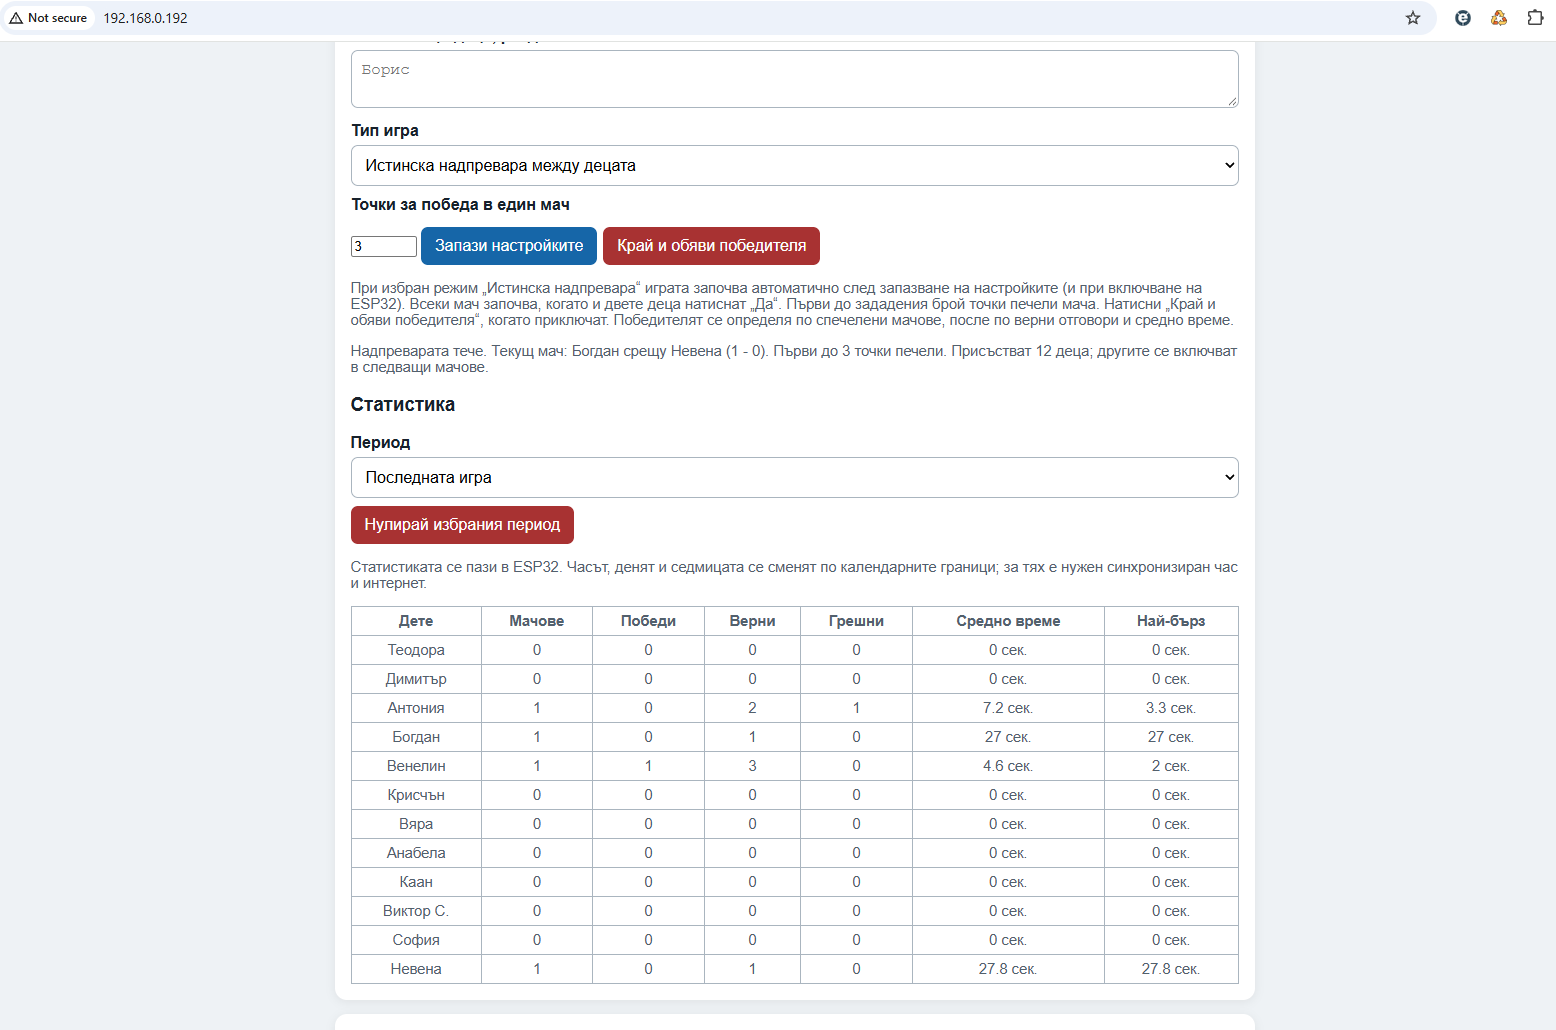 Not secure 192.168.0.192
Борис
Тип игра
Истинска надпревара между децата
Точки за победа в един мач
3 Запази настройките Край и обяви победителя
При избран режим „Истинска надпревара“ играта започва автоматично след запазване на настройките (и при включване на
ESP32). Всеки мач започва, когато и двете деца натиснат „Да“. Първи до зададения брой точки печели мача. Натисни „Край и
обяви победителя“, когато приключат. Победителят се определя по спечелени мачове, после по верни отговори и средно време.
Надпреварата тече. Текущ мач: Богдан срещу Невена (1 - 0). Първи до 3 точки печели. Присъстват 12 деца; другите се включват
в следващи мачове.
Статистика
Период
Последната игра
Нулирай избрания период
Статистиката се пази в ESP32. Часът, денят и седмицата се сменят по календарните граници; за тях е нужен синхронизиран час
и интернет.
Дете Мачове Победи Верни Грешни Средно време Най-бърз
Теодора 0 0 0 0 0 сек. 0 сек.
Димитър 0 0 0 0 0 сек. 0 сек.
Антония 1 0 2 1 7.2 сек. 3.3 сек.
Богдан 1 0 1 0 27 сек. 27 сек.
Венелин 1 1 3 0 4.6 сек. 2 сек.
Крисчън 0 0 0 0 0 сек. 0 сек.
Вяра 0 0 0 0 0 сек. 0 сек.
Анабела 0 0 0 0 0 сек. 0 сек.
Каан 0 0 0 0 0 сек. 0 сек.
Виктор С. 0 0 0 0 0 сек. 0 сек.
София 0 0 0 0 0 сек. 0 сек.
Невена 1 0 1 0 27.8 сек. 27.8 сек.